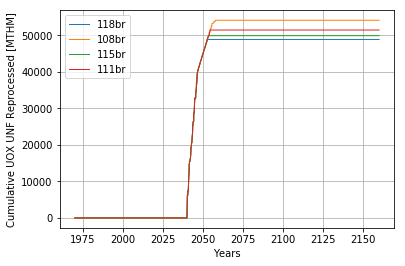 118br
108br
115br
111br
Cumulative UOX UNF Reprocessed [MTHM]
50000
40000
30000
20000
10000
0
1975 2000 2025 2050 2075 2100 2125 2150
Years